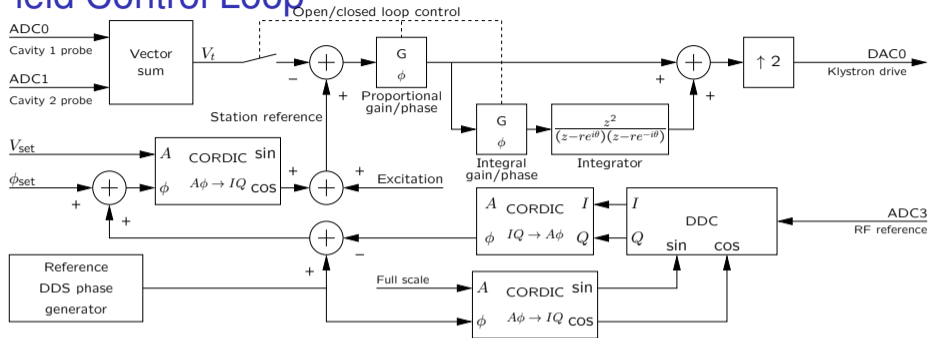 ield Control Loop
Open/closed loop control
ADC0
Cavity 1 probe
ADC1
Cavity 2 probe
Vector
sum
V_t
−
+
+
G
ϕ
Proportional
gain/phase
Station reference
G
ϕ
Integral
gain/phase
z^2
(z−re^{iθ})(z−re^{−iθ})
Integrator
+
+
+
↑ 2
DAC0
Klystron drive
V_set
ϕ_set
+
+
+
A
ϕ
CORDIC
Aϕ → IQ
sin
cos
+
+
+
Excitation
A
ϕ
CORDIC
IQ → Aϕ
I
Q
I
Q
DDC
sin cos
ADC3
RF reference
+
−
+
Reference
DDS phase
generator
Full scale
A
ϕ
CORDIC
Aϕ → IQ
sin
cos